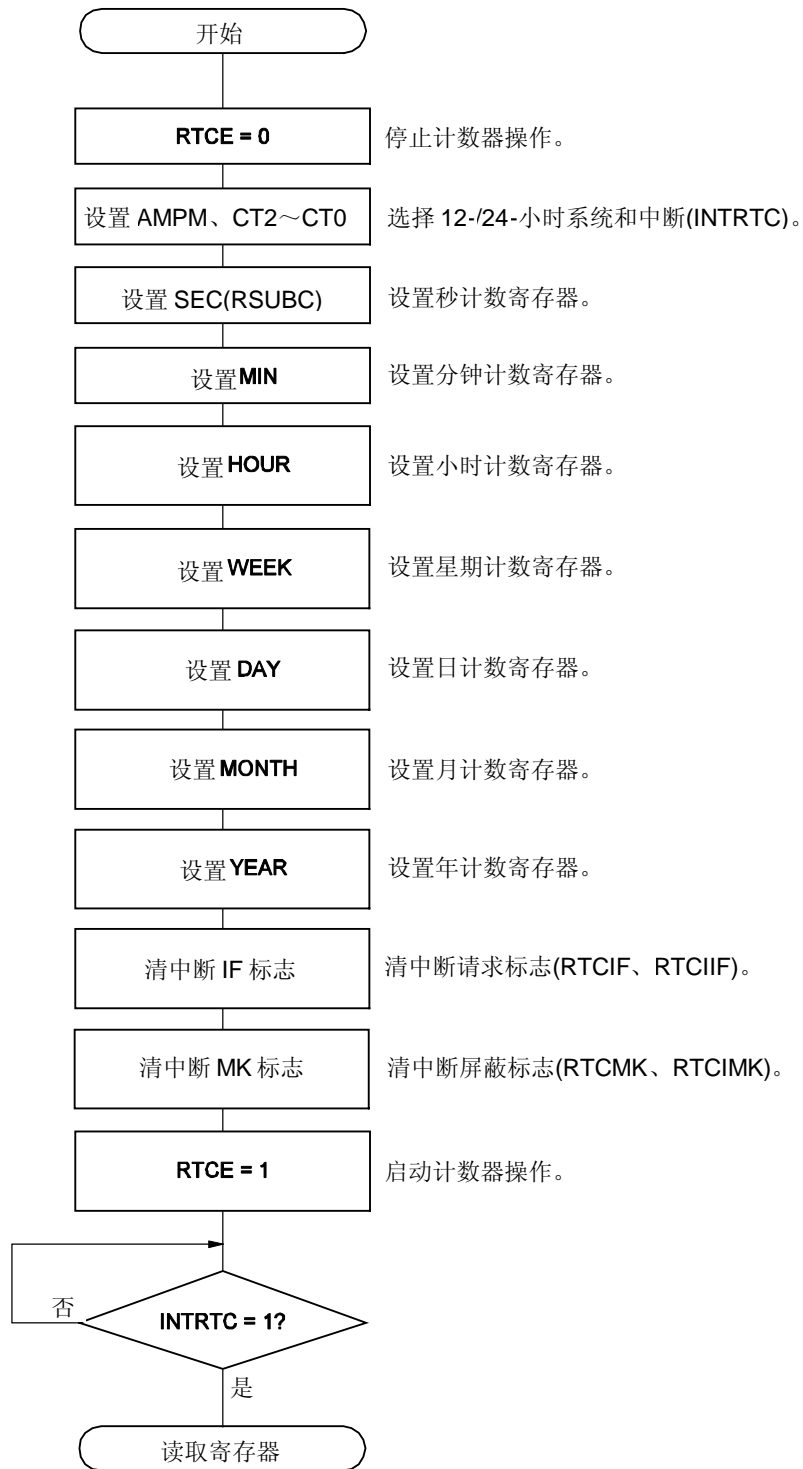 开始
RTCE = 0 停止计数器操作。
设置 AMPM、CT2～CT0 选择 12-/24-小时系统和中断(INTRTC)。
设置 SEC(RSUBC) 设置秒计数寄存器。
设置MIN 设置分钟计数寄存器。
设置HOUR 设置小时计数寄存器。
设置WEEK 设置星期计数寄存器。
设置DAY 设置日计数寄存器。
设置MONTH 设置月计数寄存器。
设置YEAR 设置年计数寄存器。
清中断 IF 标志 清中断请求标志(RTCIF、RTCIIF)。
清中断 MK 标志 清中断屏蔽标志(RTCMK、RTCIMK)。
RTCE = 1 启动计数器操作。
否 INTRTC = 1?
是
读取寄存器